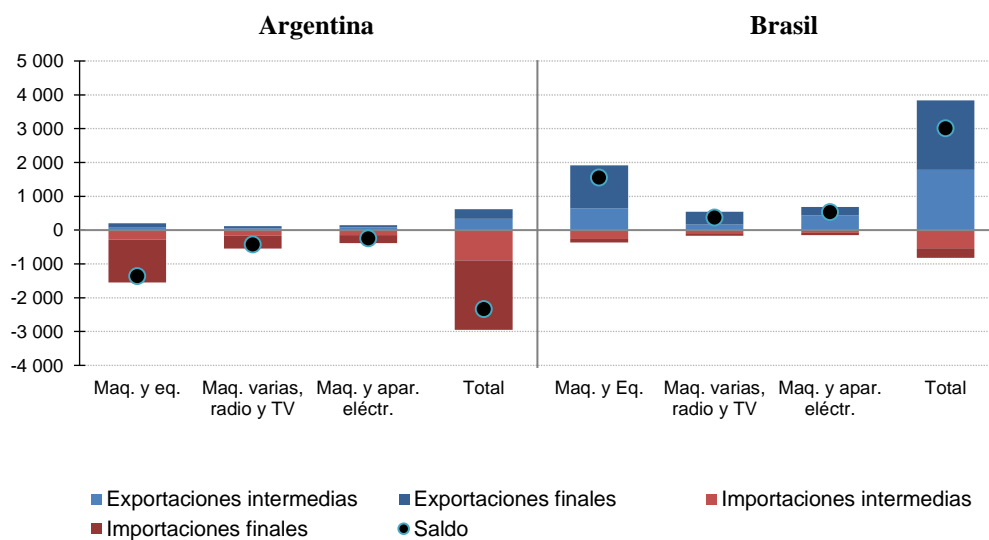 Argentina Brasil
5 000
4 000
3 000
2 000
1 000
0
-1 000
-2 000
-3 000
-4 000
Maq. y eq. Maq. varias, Maq. y apar. Total Maq. y Eq. Maq. varias, Maq. y apar. Total
radio y TV eléctr. radio y TV eléctr.
Exportaciones intermedias Exportaciones finales Importaciones intermedias
Importaciones finales Saldo